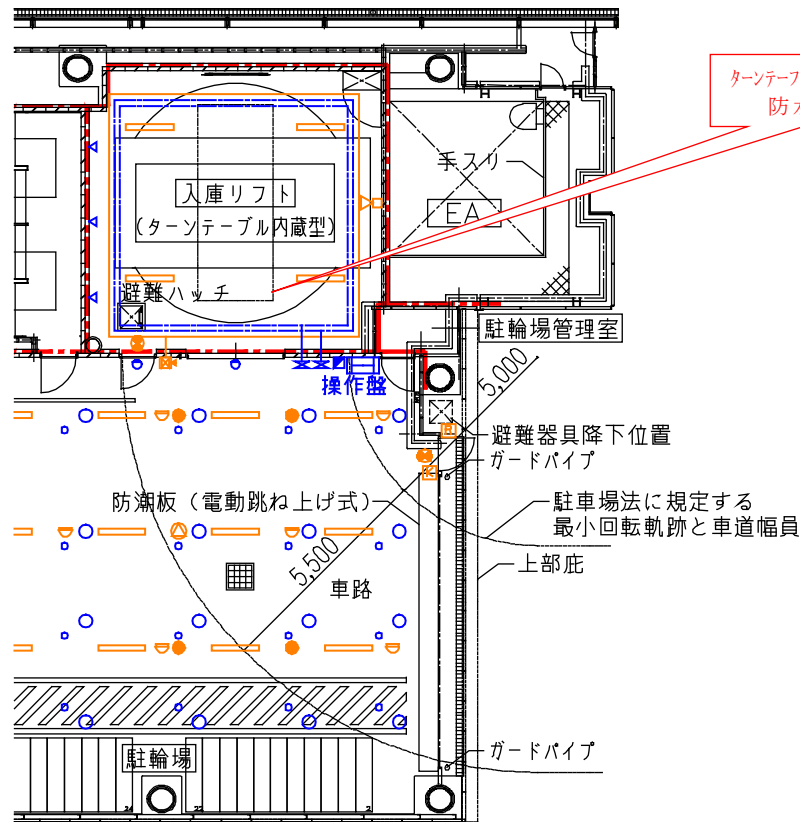 ターンテーブ
防
手スリ
入庫リフト
EA
(ターンテーブル内蔵型)
避難ハッチ
駐輪場管理室
操作盤
5,000
避難器具降下位置
ガードパイプ
防潮板（電動跳ね上げ式）
駐車場法に規定する
最小回転軌跡と車道幅員
5,500
上部庇
車路
ガードパイプ
駐輪場
24
22
2